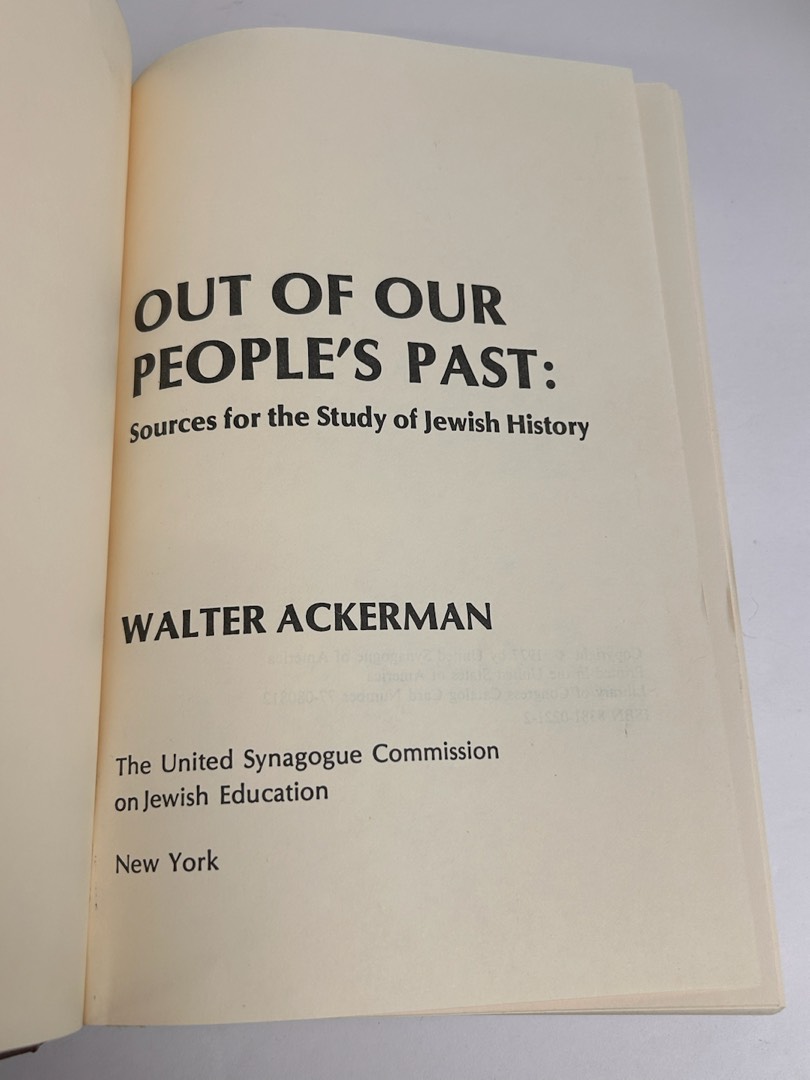 OUT OF OUR
PEOPLE'S PAST:
Sources for the Study of Jewish History
WALTER ACKERMAN
The United Synagogue Commission
on Jewish Education
New York